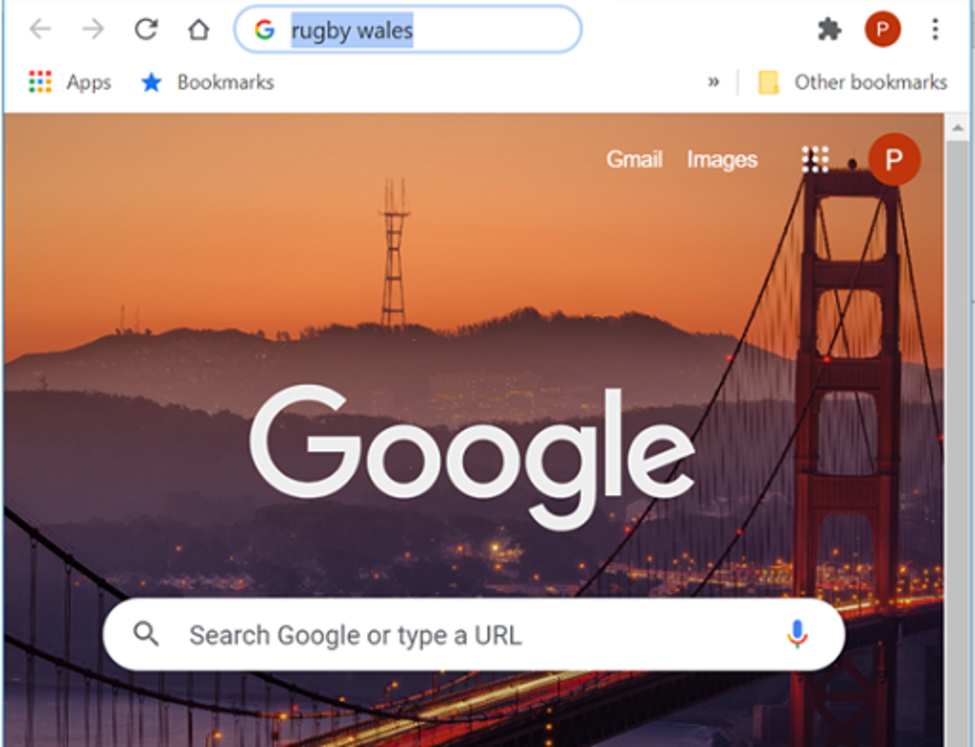 rugby wales
P
Apps
Bookmarks
»
Other bookmarks
Gmail
Images
P
Google
Search Google or type a URL